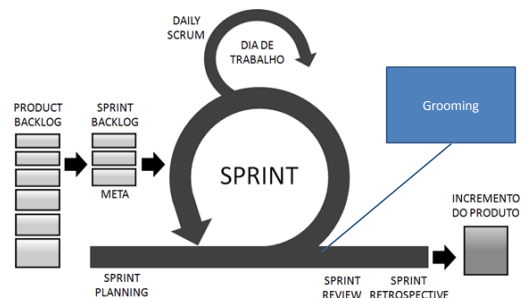 DAILY
SCRUM
DIA DE
TRABALHO
Grooming
PRODUCT
BACKLOG
SPRINT
BACKLOG
META
SPRINT
INCREMENTO
DO PRODUTO
SPRINT
PLANNING
SPRINT
REVIEW
SPRINT
RETROSPECTIVE